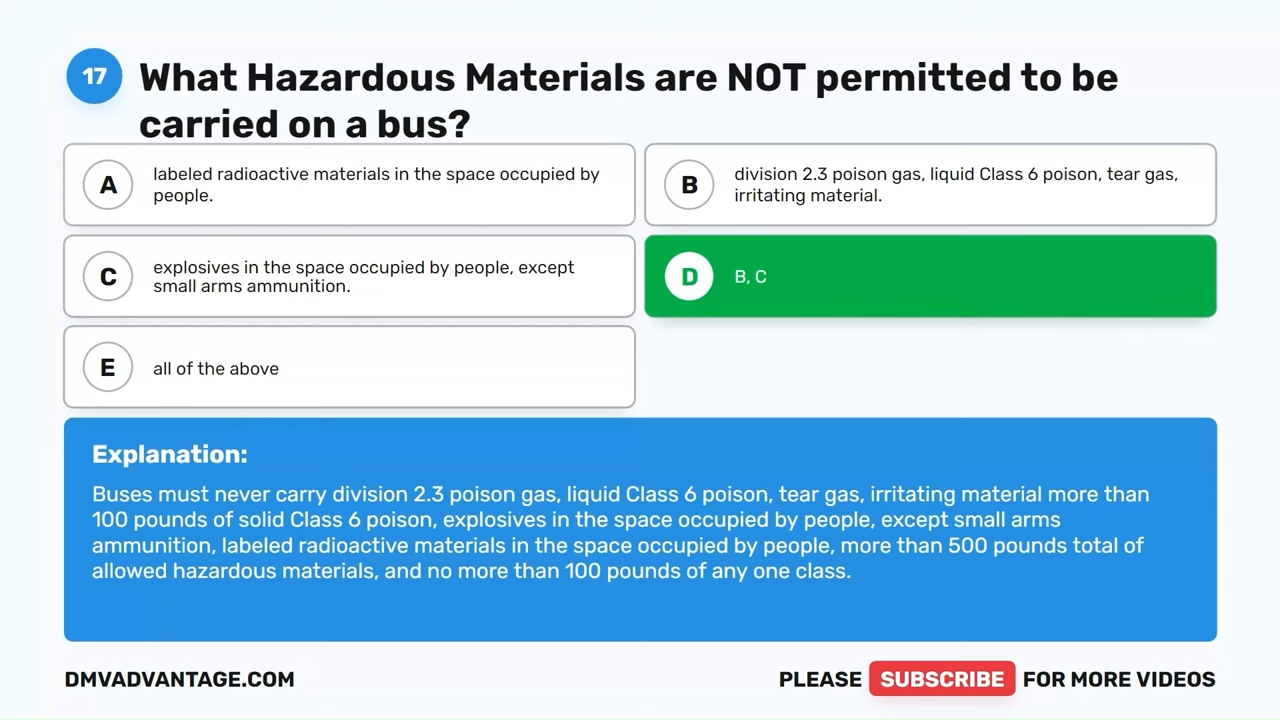 17
What Hazardous Materials are NOT permitted to be
carried on a bus?
A
labeled radioactive materials in the space occupied by
people.
B
division 2.3 poison gas, liquid Class 6 poison, tear gas,
irritating material.
C
explosives in the space occupied by people, except
small arms ammunition.
D
B, C
E
all of the above
Explanation:
Buses must never carry division 2.3 poison gas, liquid Class 6 poison, tear gas, irritating material more than
100 pounds of solid Class 6 poison, explosives in the space occupied by people, except small arms
ammunition, labeled radioactive materials in the space occupied by people, more than 500 pounds total of
allowed hazardous materials, and no more than 100 pounds of any one class.
DMVADVANTAGE.COM
PLEASE SUBSCRIBE FOR MORE VIDEOS